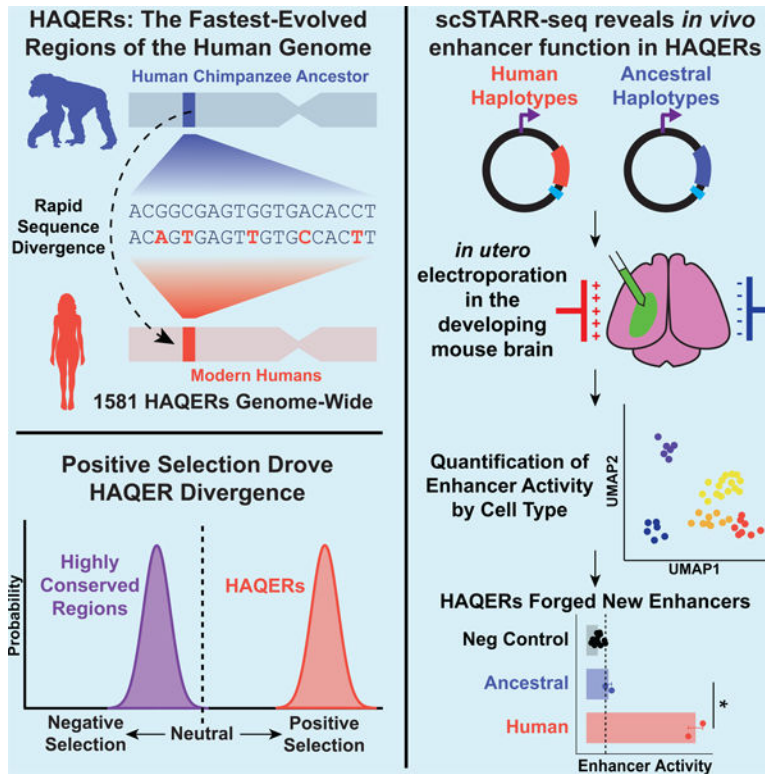 HAQERs: The Fastest-Evolved
Regions of the Human Genome
Human Chimpanzee Ancestor
Rapid
Sequence
Divergence
ACGGCGAGTGGTGACACCT
ACAGTGAGTTGTGCCACTT
Modern Humans
1581 HAQERs Genome-Wide
Positive Selection Drove
HAQER Divergence
Probability
Highly
Conserved
Regions
HAQERs
Negative
Selection
Neutral
Positive
Selection
scSTARR-seq reveals in vivo
enhancer function in HAQERs
Human
Haplotypes
Ancestral
Haplotypes
in utero
electroporation
in the
developing
mouse brain
+
+
+
+
+
-
-
-
-
-
Quantification of
Enhancer Activity
by Cell Type
UMAP2
UMAP1
HAQERs Forged New Enhancers
Neg Control
Ancestral
Human
*
Enhancer Activity